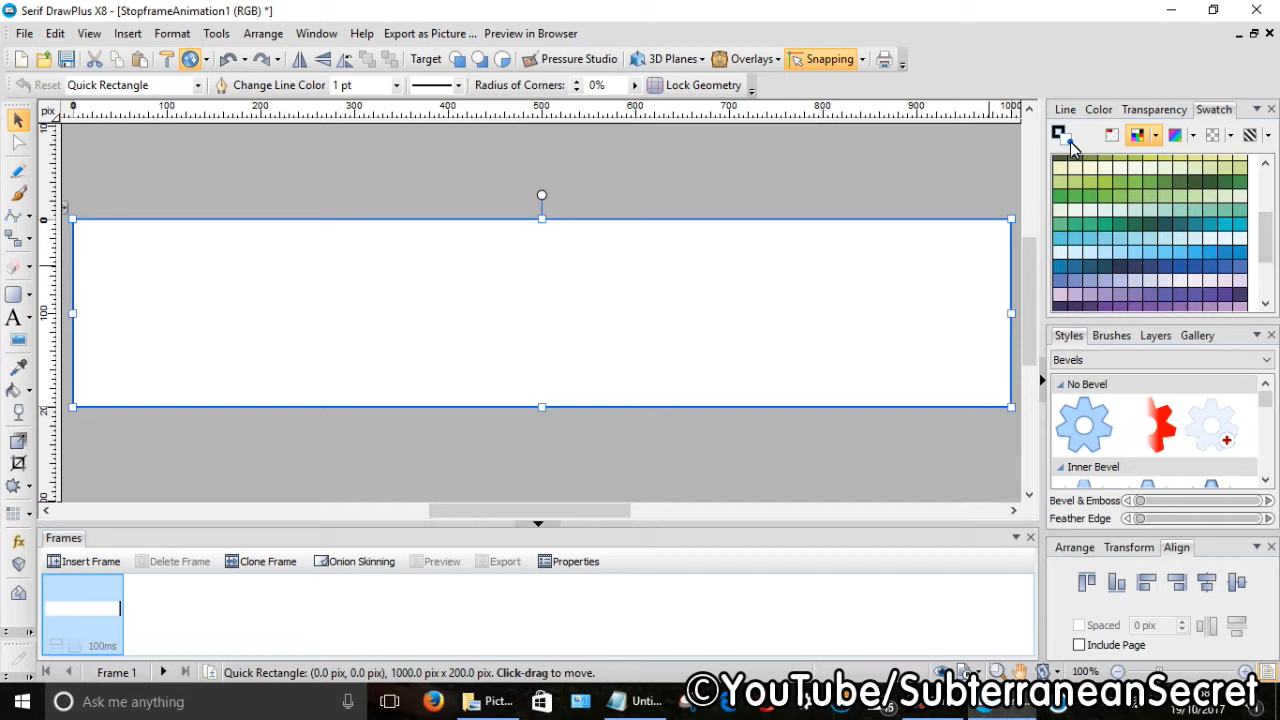 Serif DrawPlus X8 - [StopframeAnimation1 (RGB) *]
File Edit View Insert Format Tools Arrange Window Help Export as Picture ... Preview in Browser
Target Pressure Studio 3D Planes Overlays Snapping
Reset Quick Rectangle Change Line Color 1 pt Radius of Corners: 0% Lock Geometry
pix 0 100 200 300 400 500 600 700 800 900 1000
Line Color Transparency Swatch
Styles Brushes Layers Gallery
Bevels
No Bevel
Inner Bevel
Bevel & Emboss
Feather Edge
Frames
Insert Frame Delete Frame Clone Frame Onion Skinning Preview Export Properties
100ms
Arrange Transform Align
Spaced 0 pix
Include Page
Frame 1 Quick Rectangle: (0.0 pix, 0.0 pix), 1000.0 pix x 200.0 pix. Click-drag to move. 100%
Ask me anything Pict... Unti...
©YouTube/SubterraneanSecret
19/10/2017